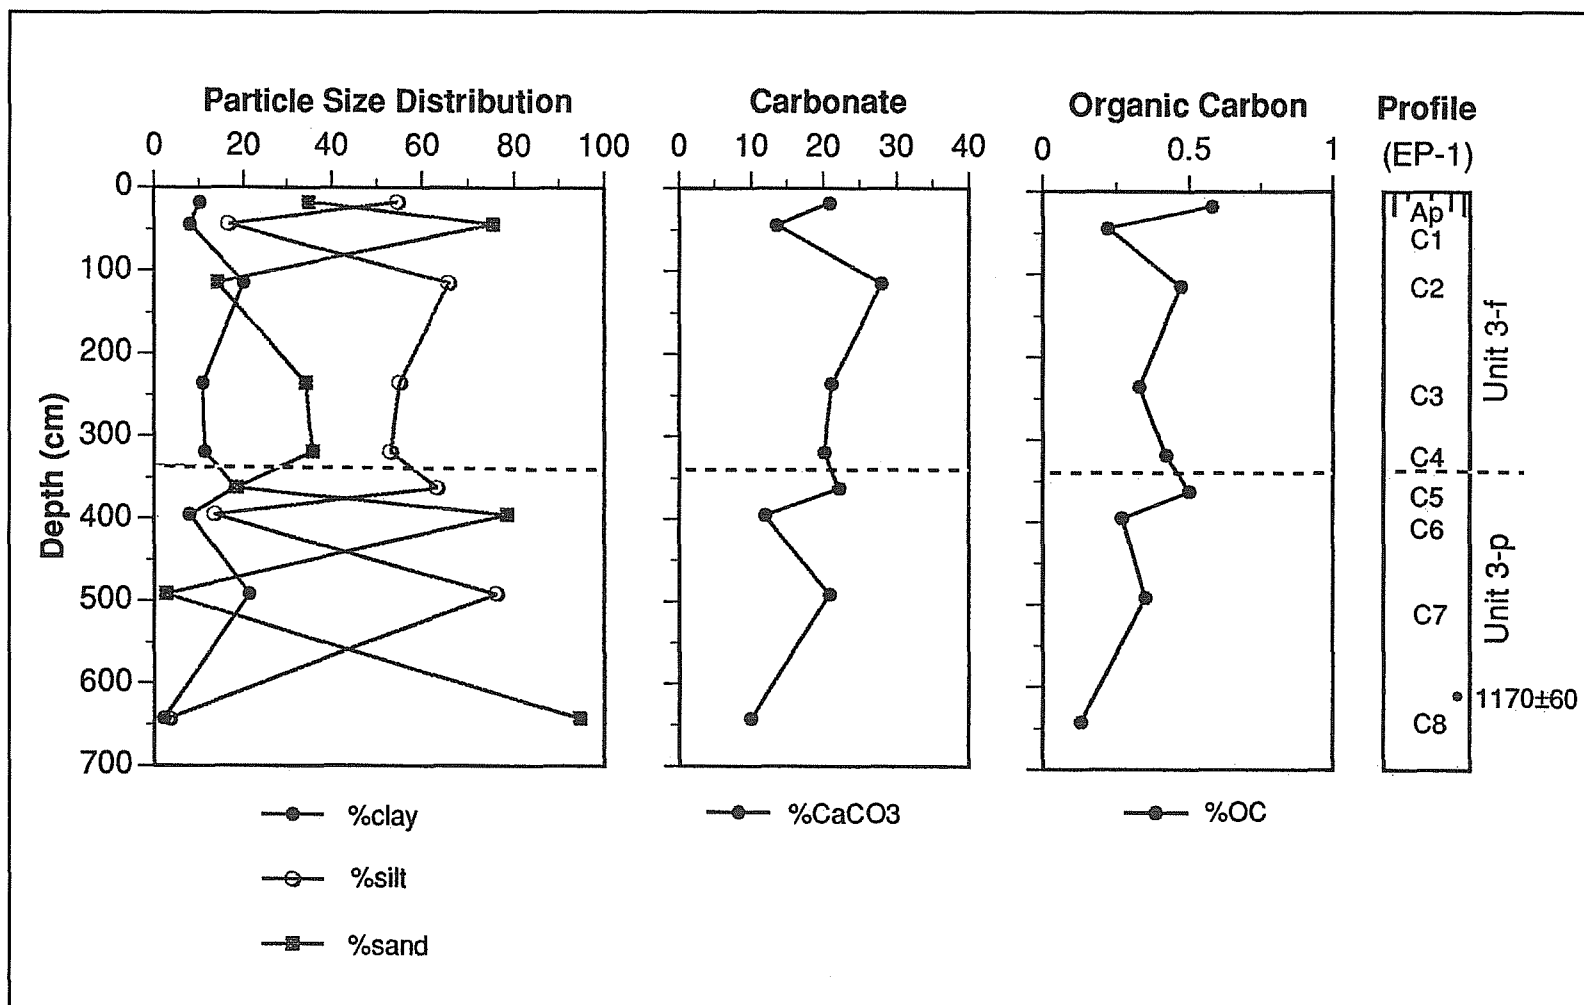 Particle Size Distribution
0 20 40 60 80 100
Carbonate
0 10 20 30 40
Organic Carbon
0 0.5 1
Profile
(EP-1)
Depth (cm)
0
100
200
300
400
500
600
700
Ap
C1
C2
C3
C4
C5
C6
C7
C8
Unit 3-f
Unit 3-p
1170±60
%clay
%silt
%sand
%CaCO3
%OC